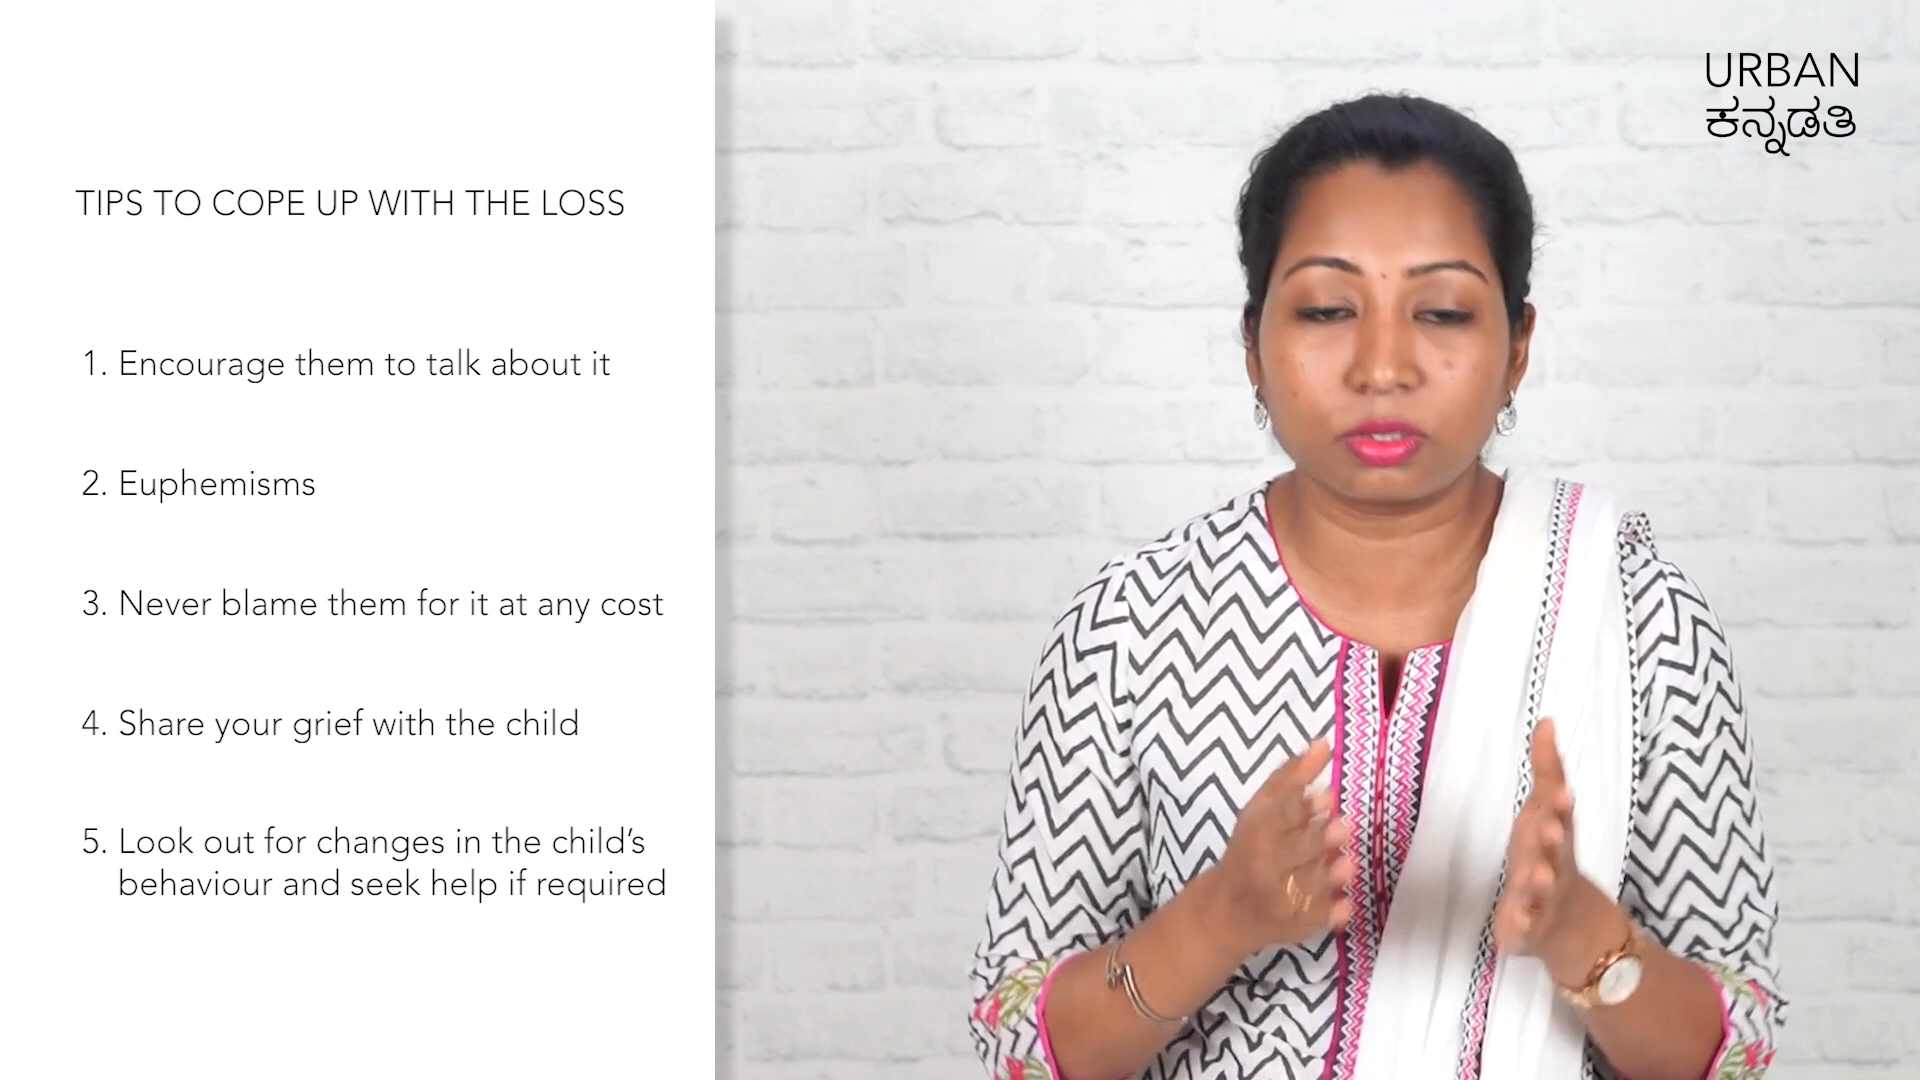 TIPS TO COPE UP WITH THE LOSS
1. Encourage them to talk about it
2. Euphemisms
3. Never blame them for it at any cost
4. Share your grief with the child
5. Look out for changes in the child’s
behaviour and seek help if required
URBAN
ಕನ್ನಡತಿ